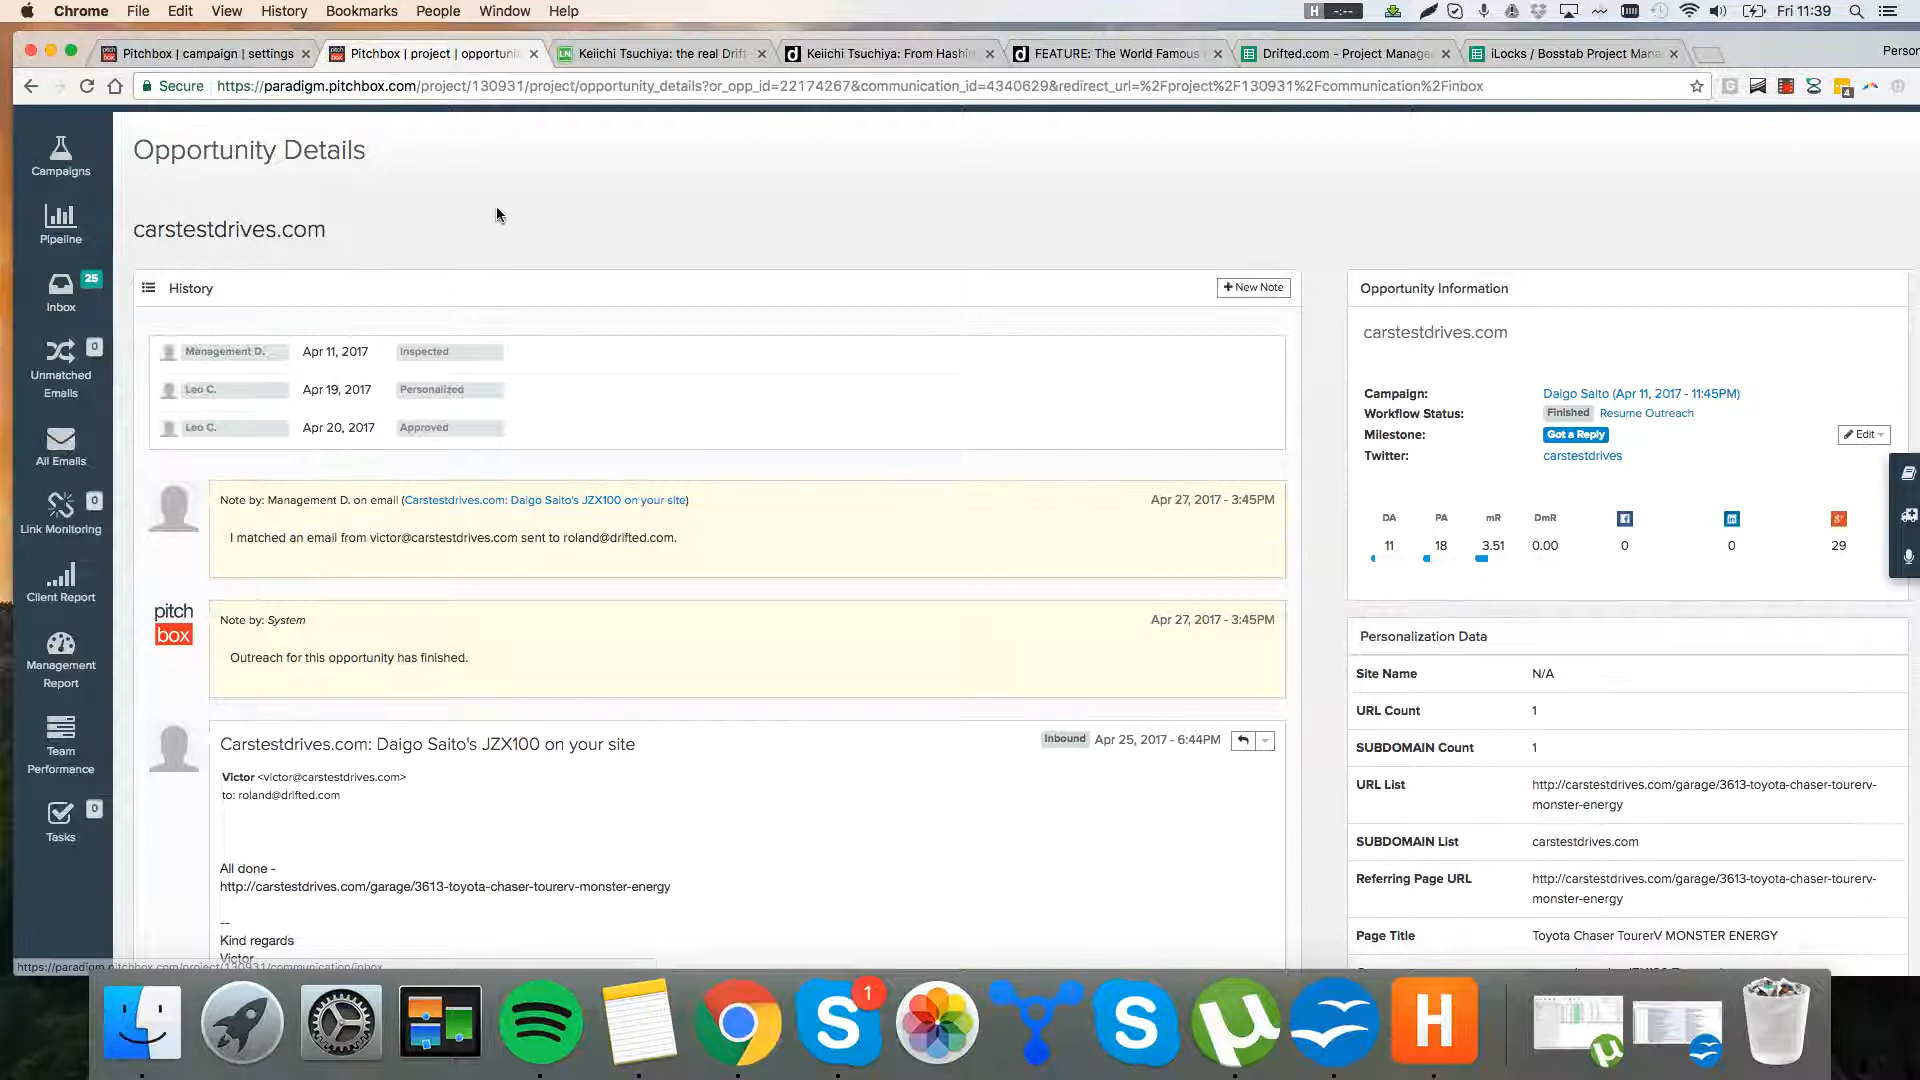 Chrome File Edit View History Bookmarks People Window Help
H --:-- Fri 11:39
Pitchbox | campaign | settings
Pitchbox | project | opportuni
Keiichi Tsuchiya: the real Drift
Keiichi Tsuchiya: From Hashi
FEATURE: The World Famous
Drifted.com - Project Manage
iLocks / Bosstab Project Mana
Person
Secure https://paradigm.pitchbox.com/project/130931/project/opportunity_details?or_opp_id=22174267&communication_id=4340629&redirect_url=%2Fproject%2F130931%2Fcommunication%2Finbox
4
Campaigns
Pipeline
25
Inbox
0
Unmatched
Emails
All Emails
0
Link Monitoring
Client Report
Management
Report
Team
Performance
0
Tasks
Opportunity Details
carstestdrives.com
History
+ New Note
Management D. Apr 11, 2017 Inspected
Leo C. Apr 19, 2017 Personalized
Leo C. Apr 20, 2017 Approved
Note by: Management D. on email (Carstestdrives.com: Daigo Saito's JZX100 on your site) Apr 27, 2017 - 3:45PM
I matched an email from victor@carstestdrives.com sent to roland@drifted.com.
pitch
box
Note by: System Apr 27, 2017 - 3:45PM
Outreach for this opportunity has finished.
Carstestdrives.com: Daigo Saito's JZX100 on your site Inbound Apr 25, 2017 - 6:44PM
Victor <victor@carstestdrives.com>
to: roland@drifted.com
All done -
http://carstestdrives.com/garage/3613-toyota-chaser-tourerv-monster-energy
--
Kind regards
Victor
https://paradigm.pitchbox.com/project/130931/communication/inbox
Opportunity Information
carstestdrives.com
Campaign: Daigo Saito (Apr 11, 2017 - 11:45PM)
Workflow Status: Finished Resume Outreach
Milestone: Got a Reply
Edit
Twitter: carstestdrives
DA PA mR DmR
11 18 3.51 0.00 0 0 29
Personalization Data
Site Name N/A
URL Count 1
SUBDOMAIN Count 1
URL List http://carstestdrives.com/garage/3613-toyota-chaser-tourerv-
monster-energy
SUBDOMAIN List carstestdrives.com
Referring Page URL http://carstestdrives.com/garage/3613-toyota-chaser-tourerv-
monster-energy
Page Title Toyota Chaser TourerV MONSTER ENERGY
S 1
S
H